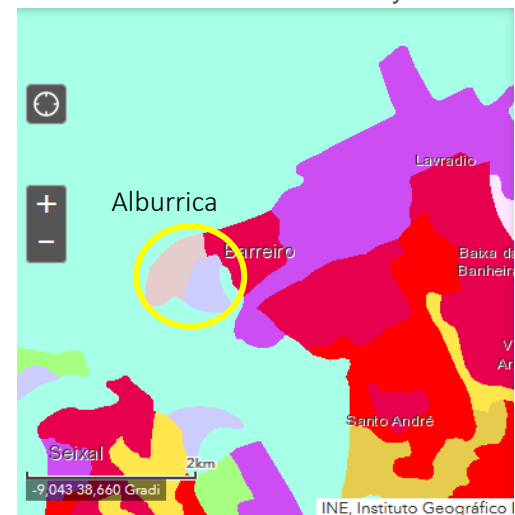 +
Alburrica
−
Lavradio
Barreiro
Baixa da
Banheira
V
Ar
Santo André
Seixal
2km
-9,043 38,660 Gradi
INE, Instituto Geográfico